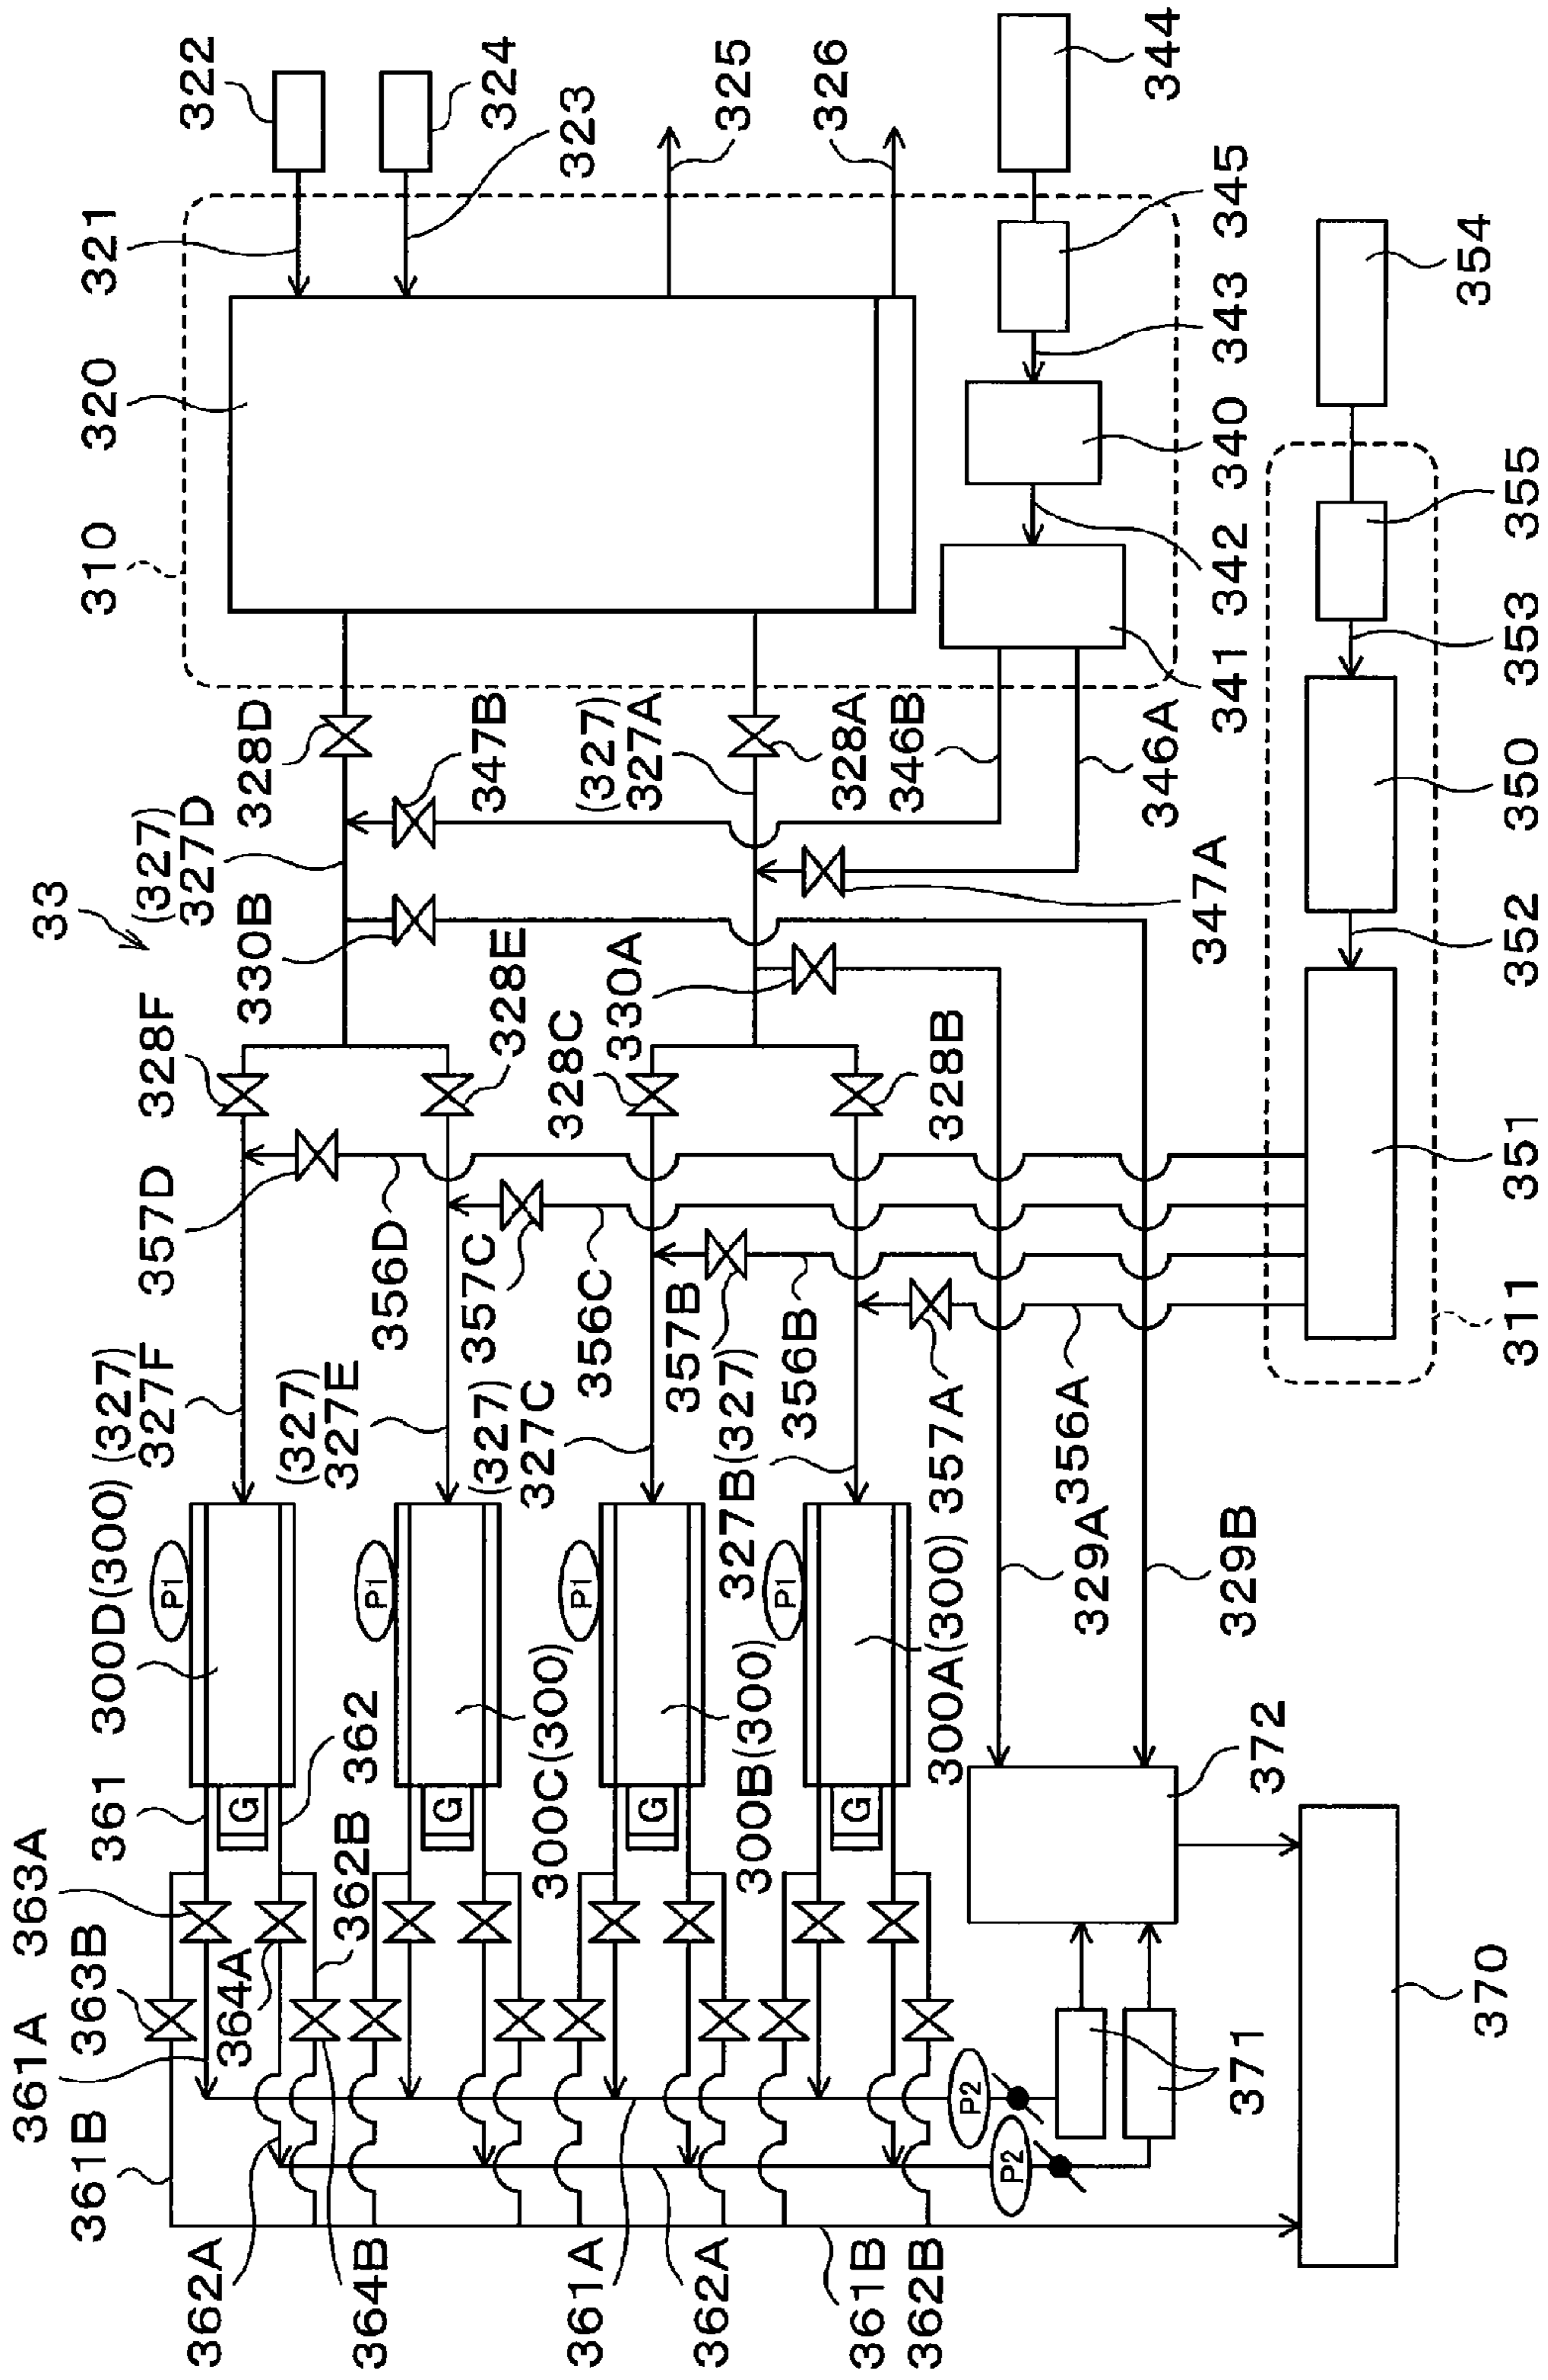 33
322
324
323
321
325
326
344
320
310
345
343
340
342
341
354
355
353
350
352
351
311
328D
(327)
327D
347B
(327)
327A
328A
346B
346A
347A
330B
328E
330A
328F
328C
328B
357D
356D
357C
356C
357B
356B
357A
356A
(327)
327F
(327)
327E
(327)
327C
327B(327)
329A
329B
300D(300)
300C(300)
300B(300)
300A(300)
P1
P1
P1
P1
G
G
G
G
361
362
363A
363B
362B
364A
361A
361B
362A
364B
361A
362A
361B
362B
P2
P2
371
372
370